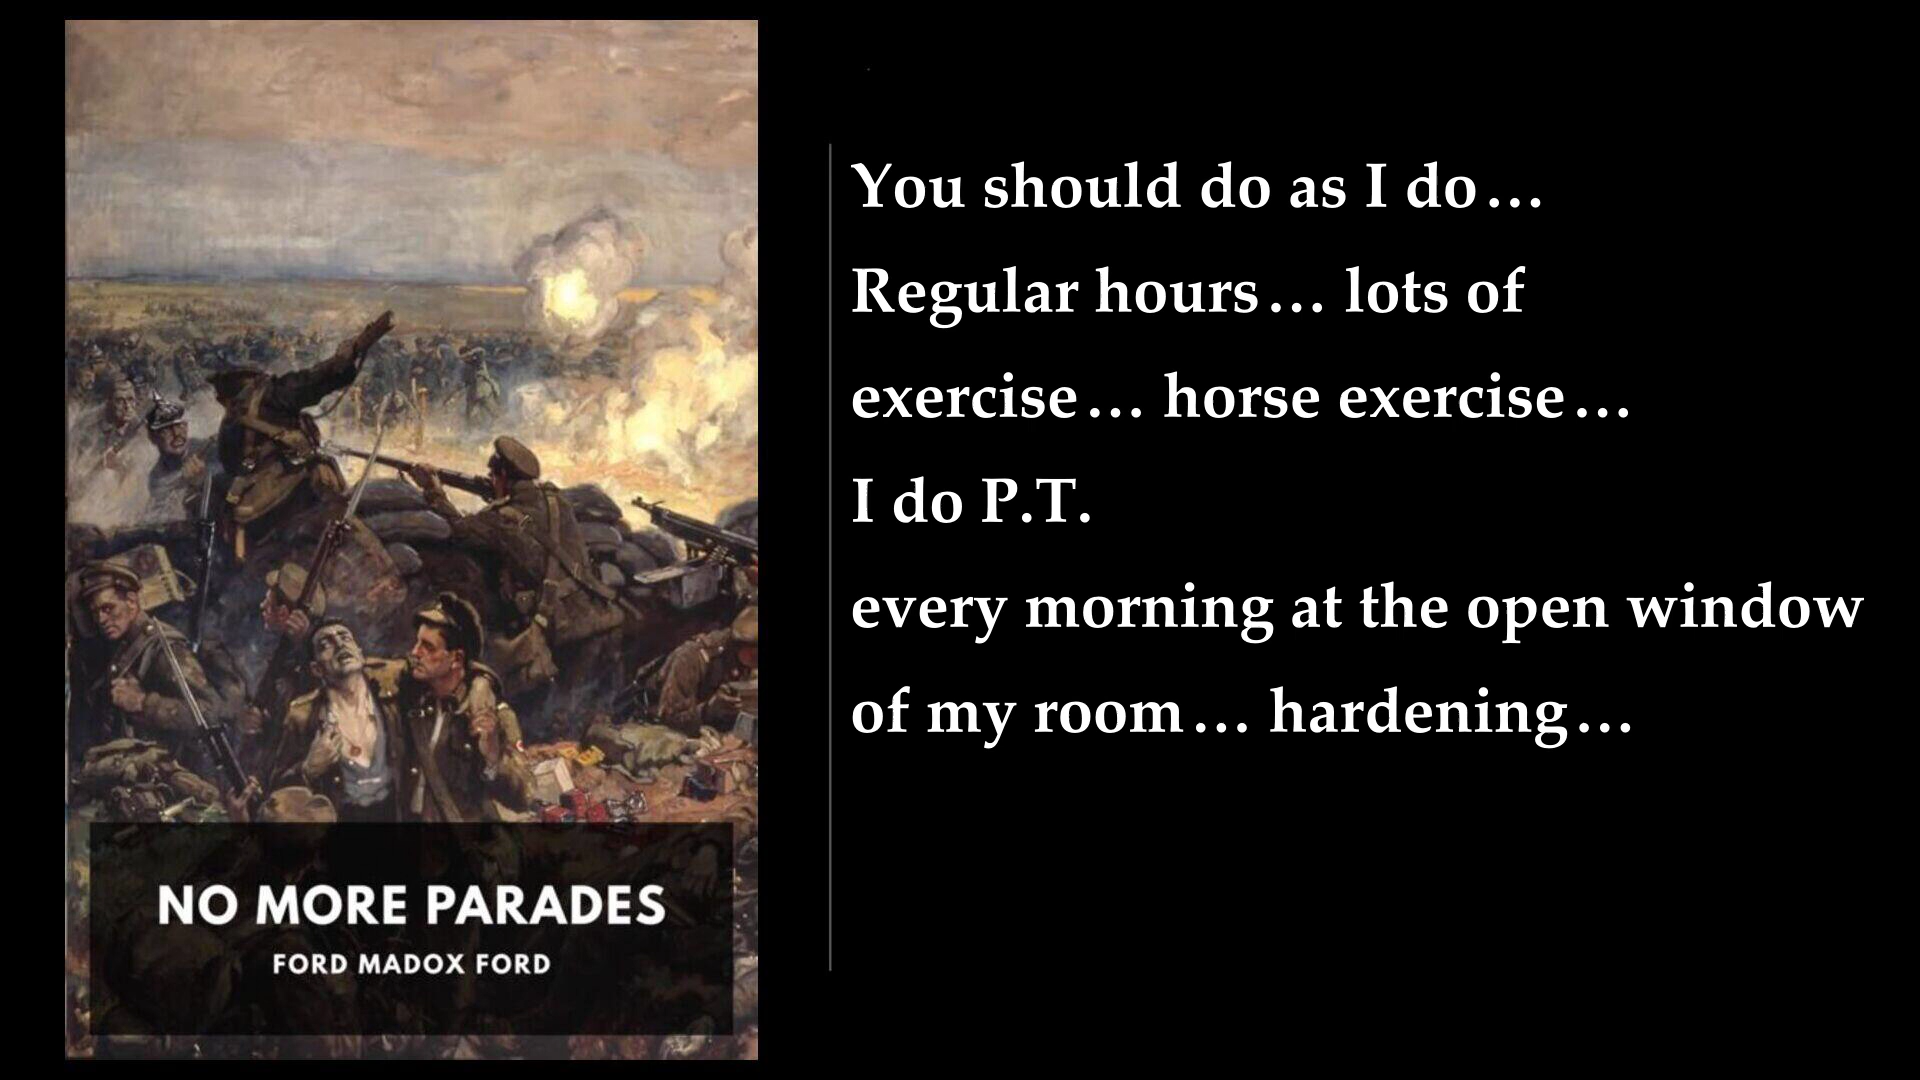 NO MORE PARADES
FORD MADOX FORD
You should do as I do…
Regular hours… lots of
exercise… horse exercise…
I do P.T.
every morning at the open window
of my room… hardening…